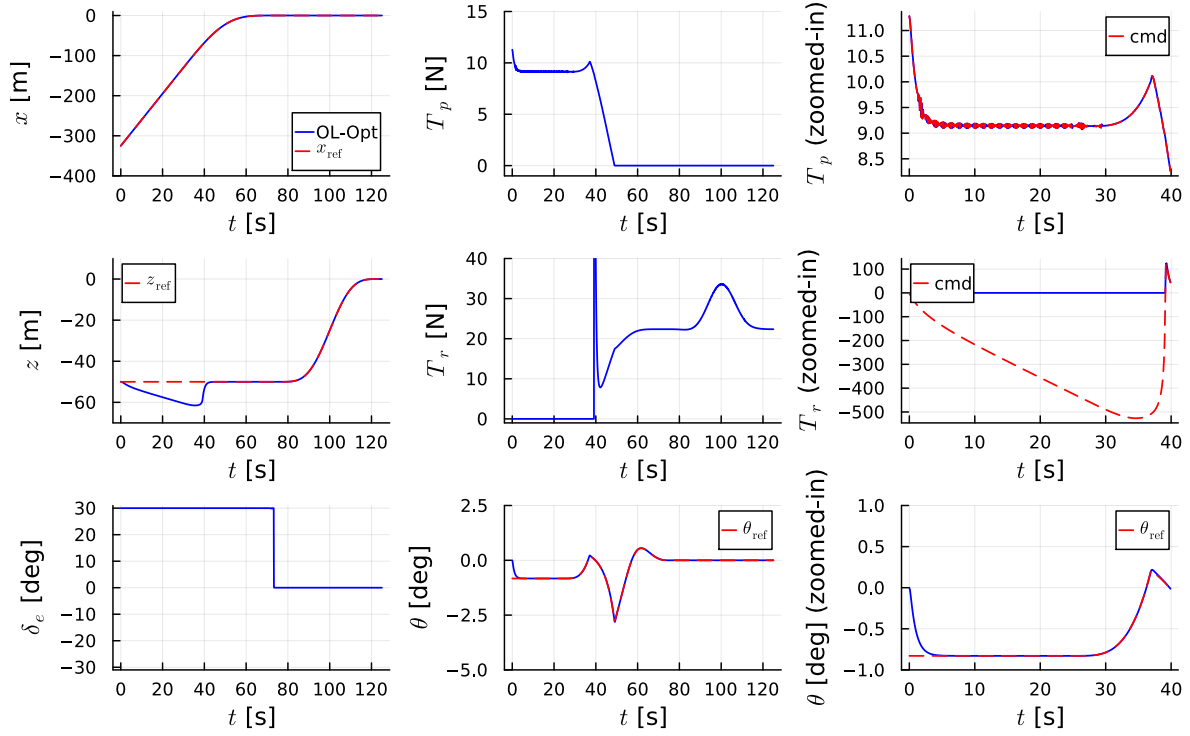 x [m]
0
−100
−200
−300
−400
OL-Opt
x_ref
0 20 40 60 80 100 120
t [s]
T_p [N]
15
10
5
0
0 20 40 60 80 100 120
t [s]
T_p (zoomed-in)
11.0
10.5
10.0
9.5
9.0
8.5
cmd
0 10 20 30 40
t [s]
z [m]
0
−20
−40
−60
z_ref
0 20 40 60 80 100 120
t [s]
T_r [N]
40
30
20
10
0
0 20 40 60 80 100 120
t [s]
T_r (zoomed-in)
100
0
−100
−200
−300
−400
−500
cmd
0 10 20 30 40
t [s]
δ_e [deg]
30
20
10
0
−10
−20
−30
0 20 40 60 80 100 120
t [s]
θ [deg]
2.5
0.0
−2.5
−5.0
θ_ref
0 20 40 60 80 100 120
t [s]
θ [deg] (zoomed-in)
1.0
0.5
0.0
−0.5
−1.0
θ_ref
0 10 20 30 40
t [s]